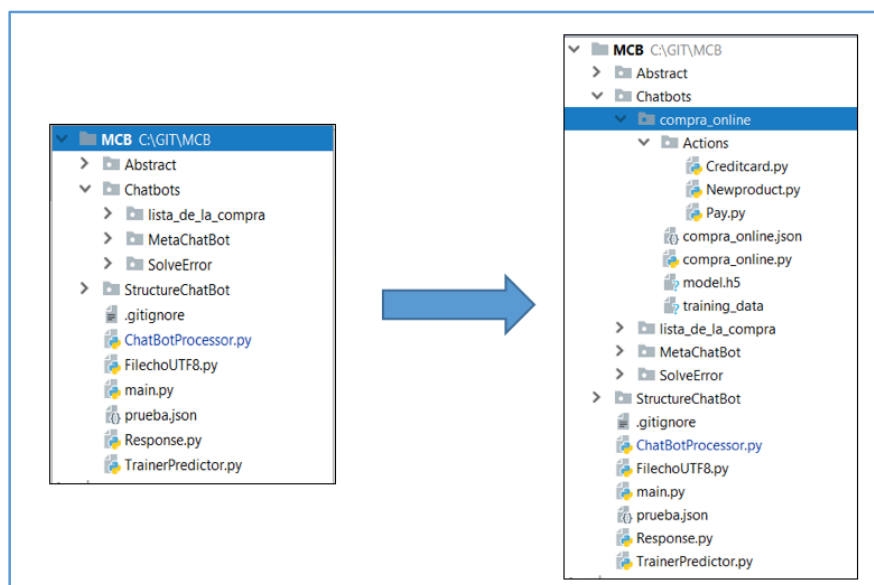 MCB C:\GIT\MCB
Abstract
Chatbots
lista_de_la_compra
MetaChatBot
SolveError
StructureChatBot
.gitignore
ChatBotProcessor.py
FilechoUTF8.py
main.py
prueba.json
Response.py
TrainerPredictor.py
MCB C:\GIT\MCB
Abstract
Chatbots
compra_online
Actions
Creditcard.py
Newproduct.py
Pay.py
compra_online.json
compra_online.py
model.h5
training_data
lista_de_la_compra
MetaChatBot
SolveError
StructureChatBot
.gitignore
ChatBotProcessor.py
FilechoUTF8.py
main.py
prueba.json
Response.py
TrainerPredictor.py